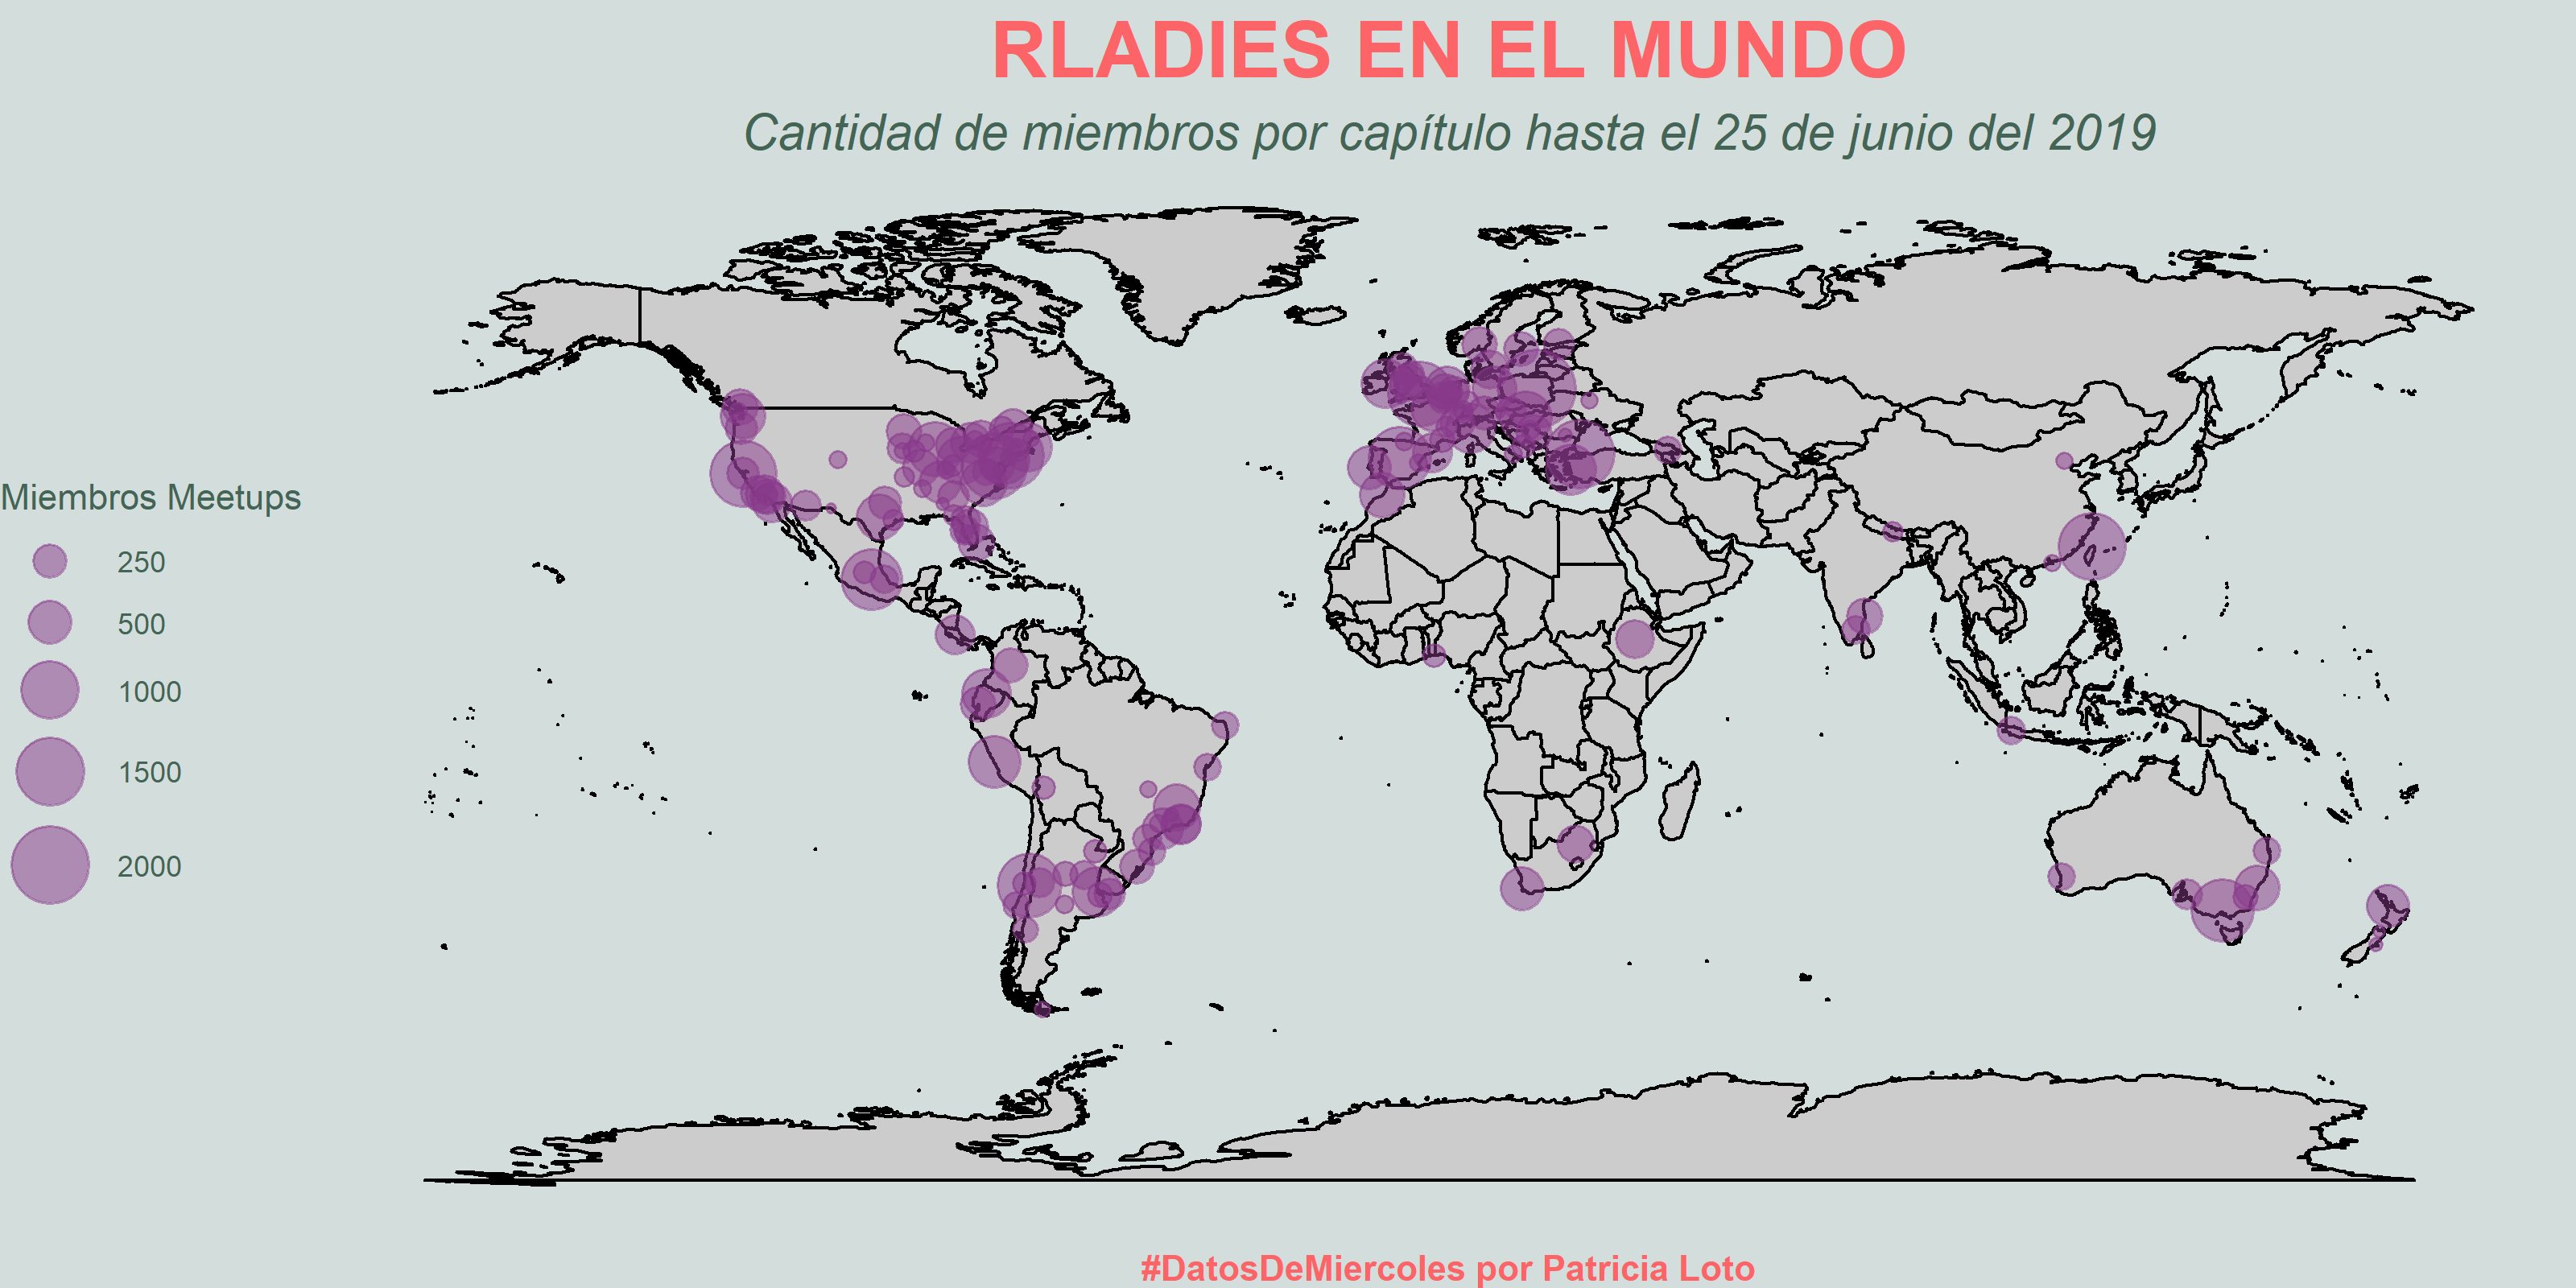 RLADIES EN EL MUNDO
Cantidad de miembros por capítulo hasta el 25 de junio del 2019
Miembros Meetups
250
500
1000
1500
2000
#DatosDeMiercoles por Patricia Loto